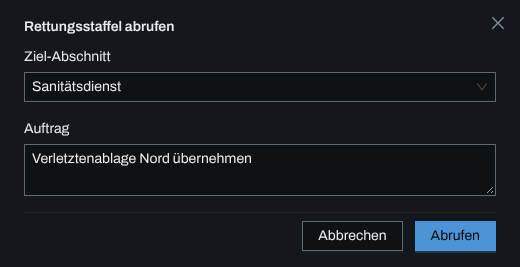 Rettungsstaffel abrufen
Ziel-Abschnitt
Sanitätsdienst
Auftrag
Verletztenablage Nord übernehmen
Abbrechen
Abrufen